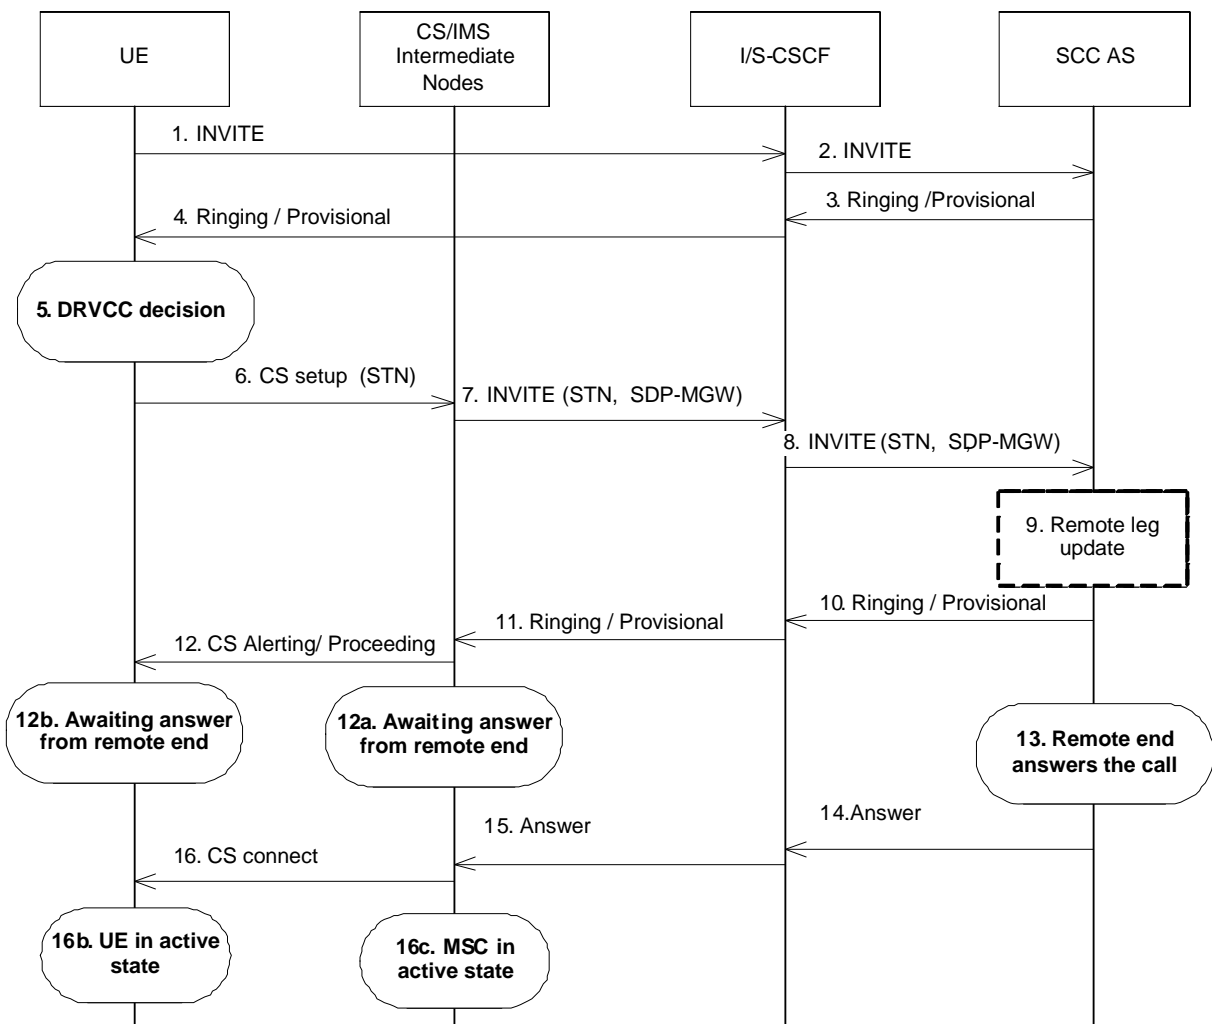 UE
CS/IMS
Intermediate
Nodes
I/S-CSCF
SCC AS
1. INVITE
2. INVITE
3. Ringing /Provisional
4. Ringing / Provisional
5. DRVCC decision
6. CS setup (STN)
7. INVITE (STN, SDP-MGW)
8. INVITE (STN, SDP-MGW)
9. Remote leg
update
10. Ringing / Provisional
11. Ringing / Provisional
12. CS Alerting/ Proceeding
12b. Awaiting answer
from remote end
12a. Awaiting answer
from remote end
13. Remote end
answers the call
14.Answer
15. Answer
16. CS connect
16b. UE in active
state
16c. MSC in
active state